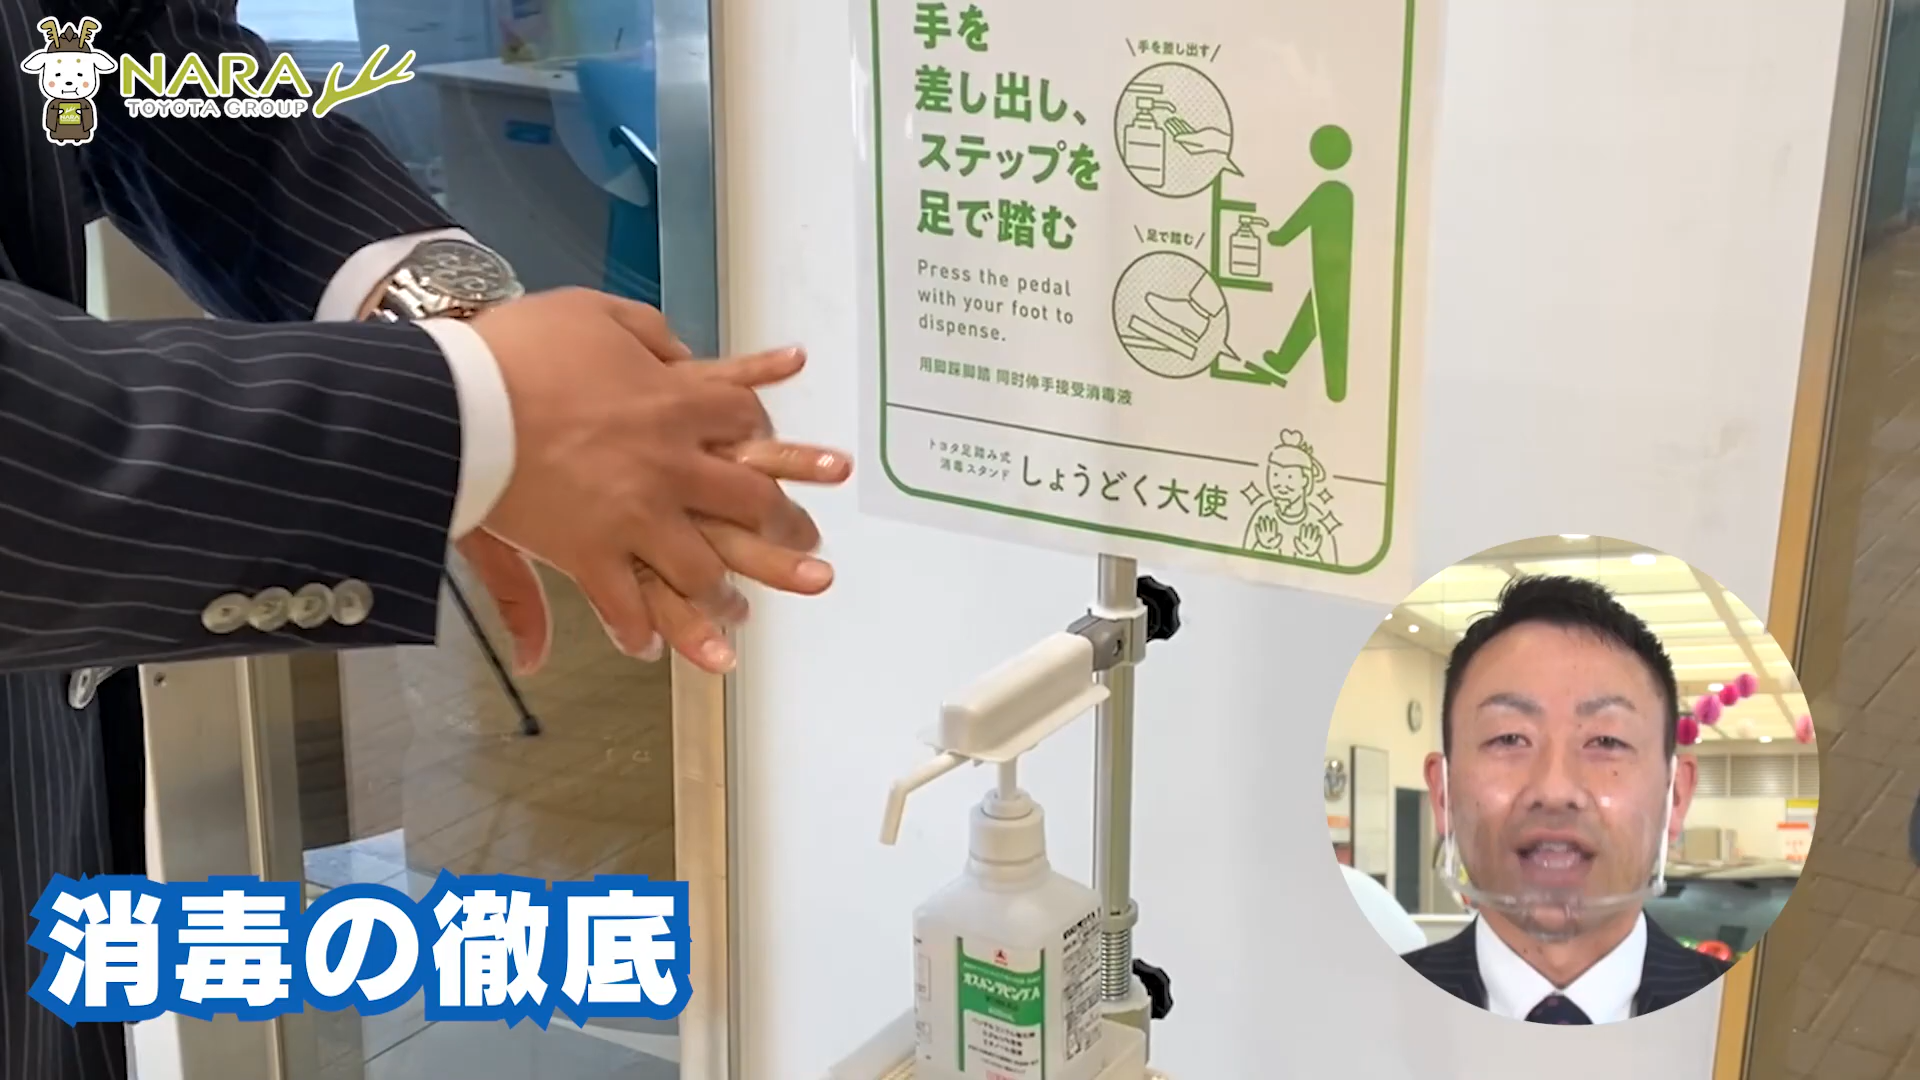 NARA
TOYOTA GROUP
手を
差し出し、
ステップを
足で踏む
手を差し出す
足で踏む
Press the pedal
with your foot to
dispense.
用脚踩脚踏 同时伸手接受消毒液
トヨタ足踏み式
消毒スタンド
しょうどく大使
消毒の徹底